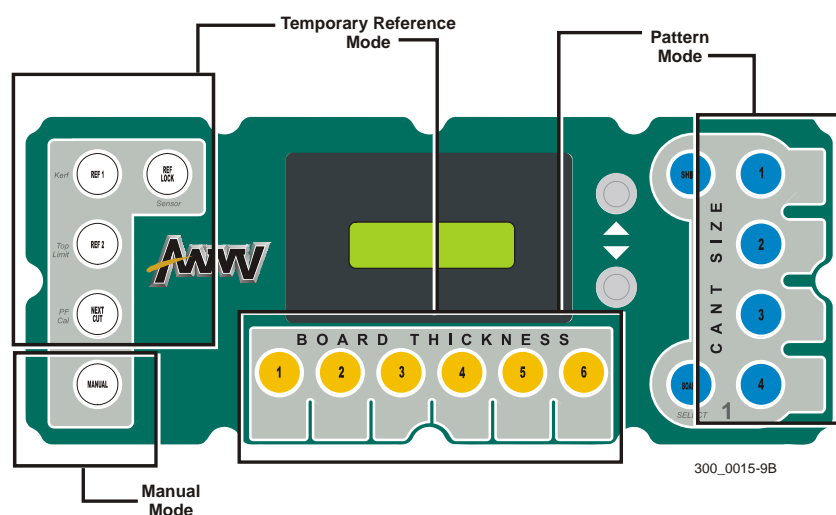 Temporary Reference
Mode
Pattern
Mode
Kerf
REF 1
REF
LOCK
Sensor
Top
Limit
REF 2
PF
Cal
NEXT
CUT
MANUAL
BOARD THICKNESS
1 2 3 4 5 6
CANT SIZE
1
2
3
4
SELECT 1
300_0015-9B
Manual
Mode